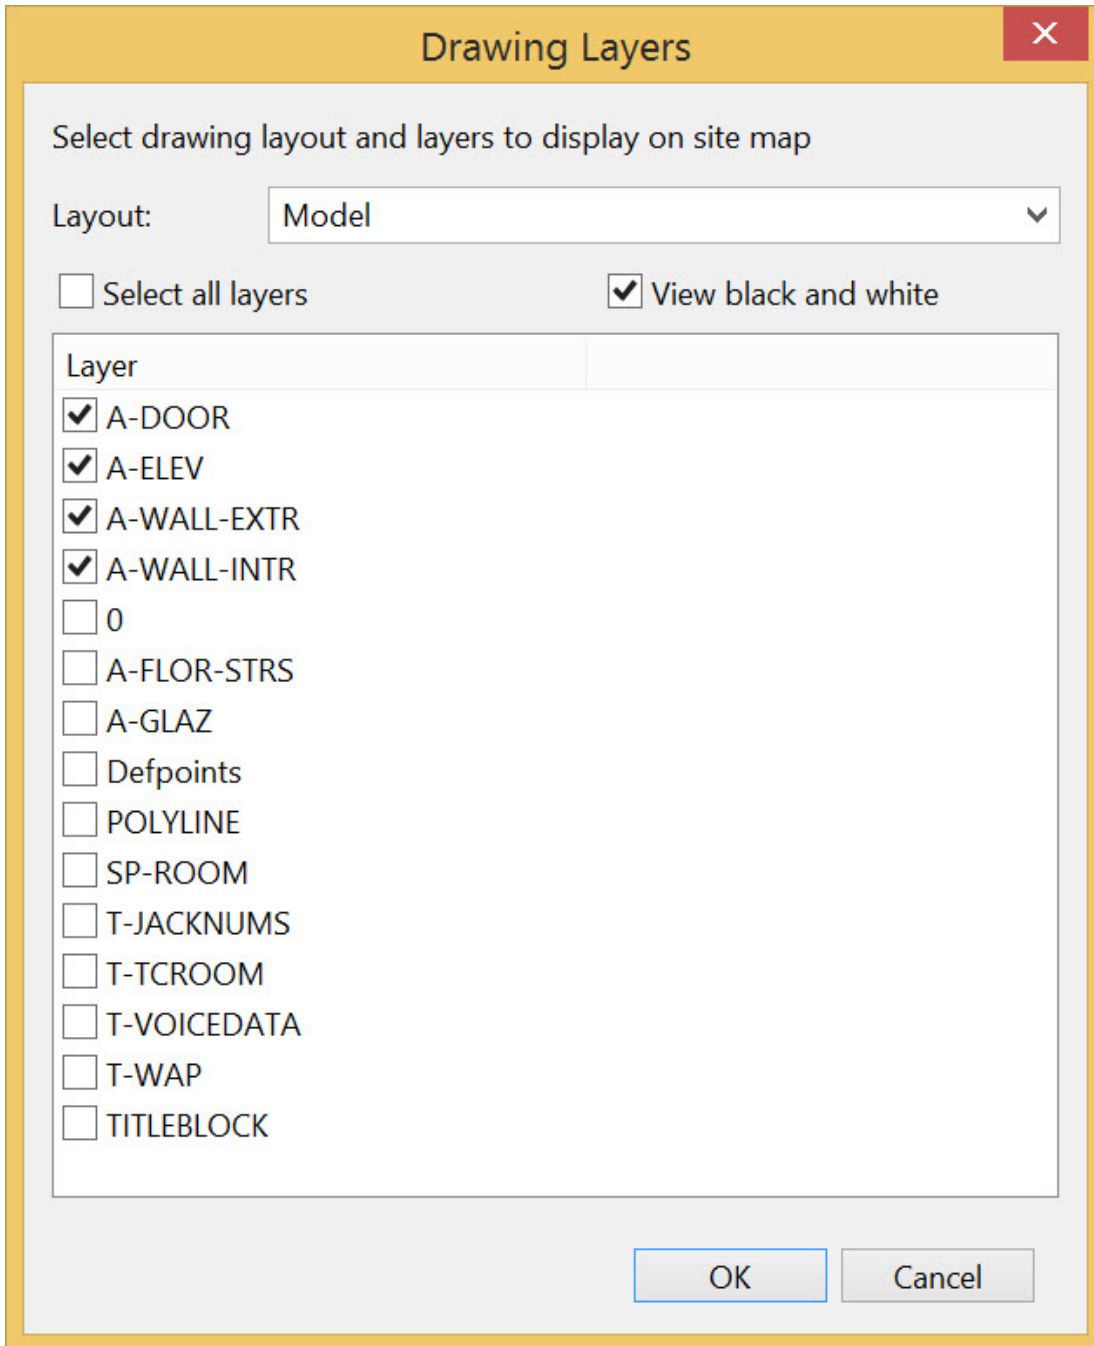 Drawing Layers
Select drawing layout and layers to display on site map
Layout: Model
Select all layers View black and white
Layer
A-DOOR
A-ELEV
A-WALL-EXTR
A-WALL-INTR
0
A-FLOR-STRS
A-GLAZ
Defpoints
POLYLINE
SP-ROOM
T-JACKNUMS
T-TCROOM
T-VOICEDATA
T-WAP
TITLEBLOCK
OK Cancel